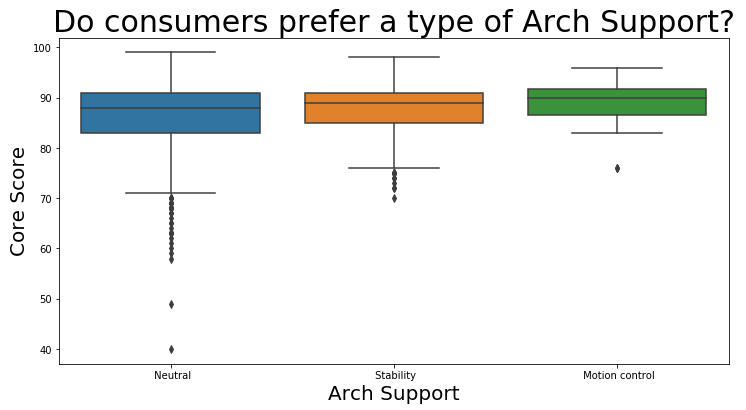 Do consumers prefer a type of Arch Support?
100
90
80
70
60
50
40
Core Score
Neutral Stability Motion control
Arch Support